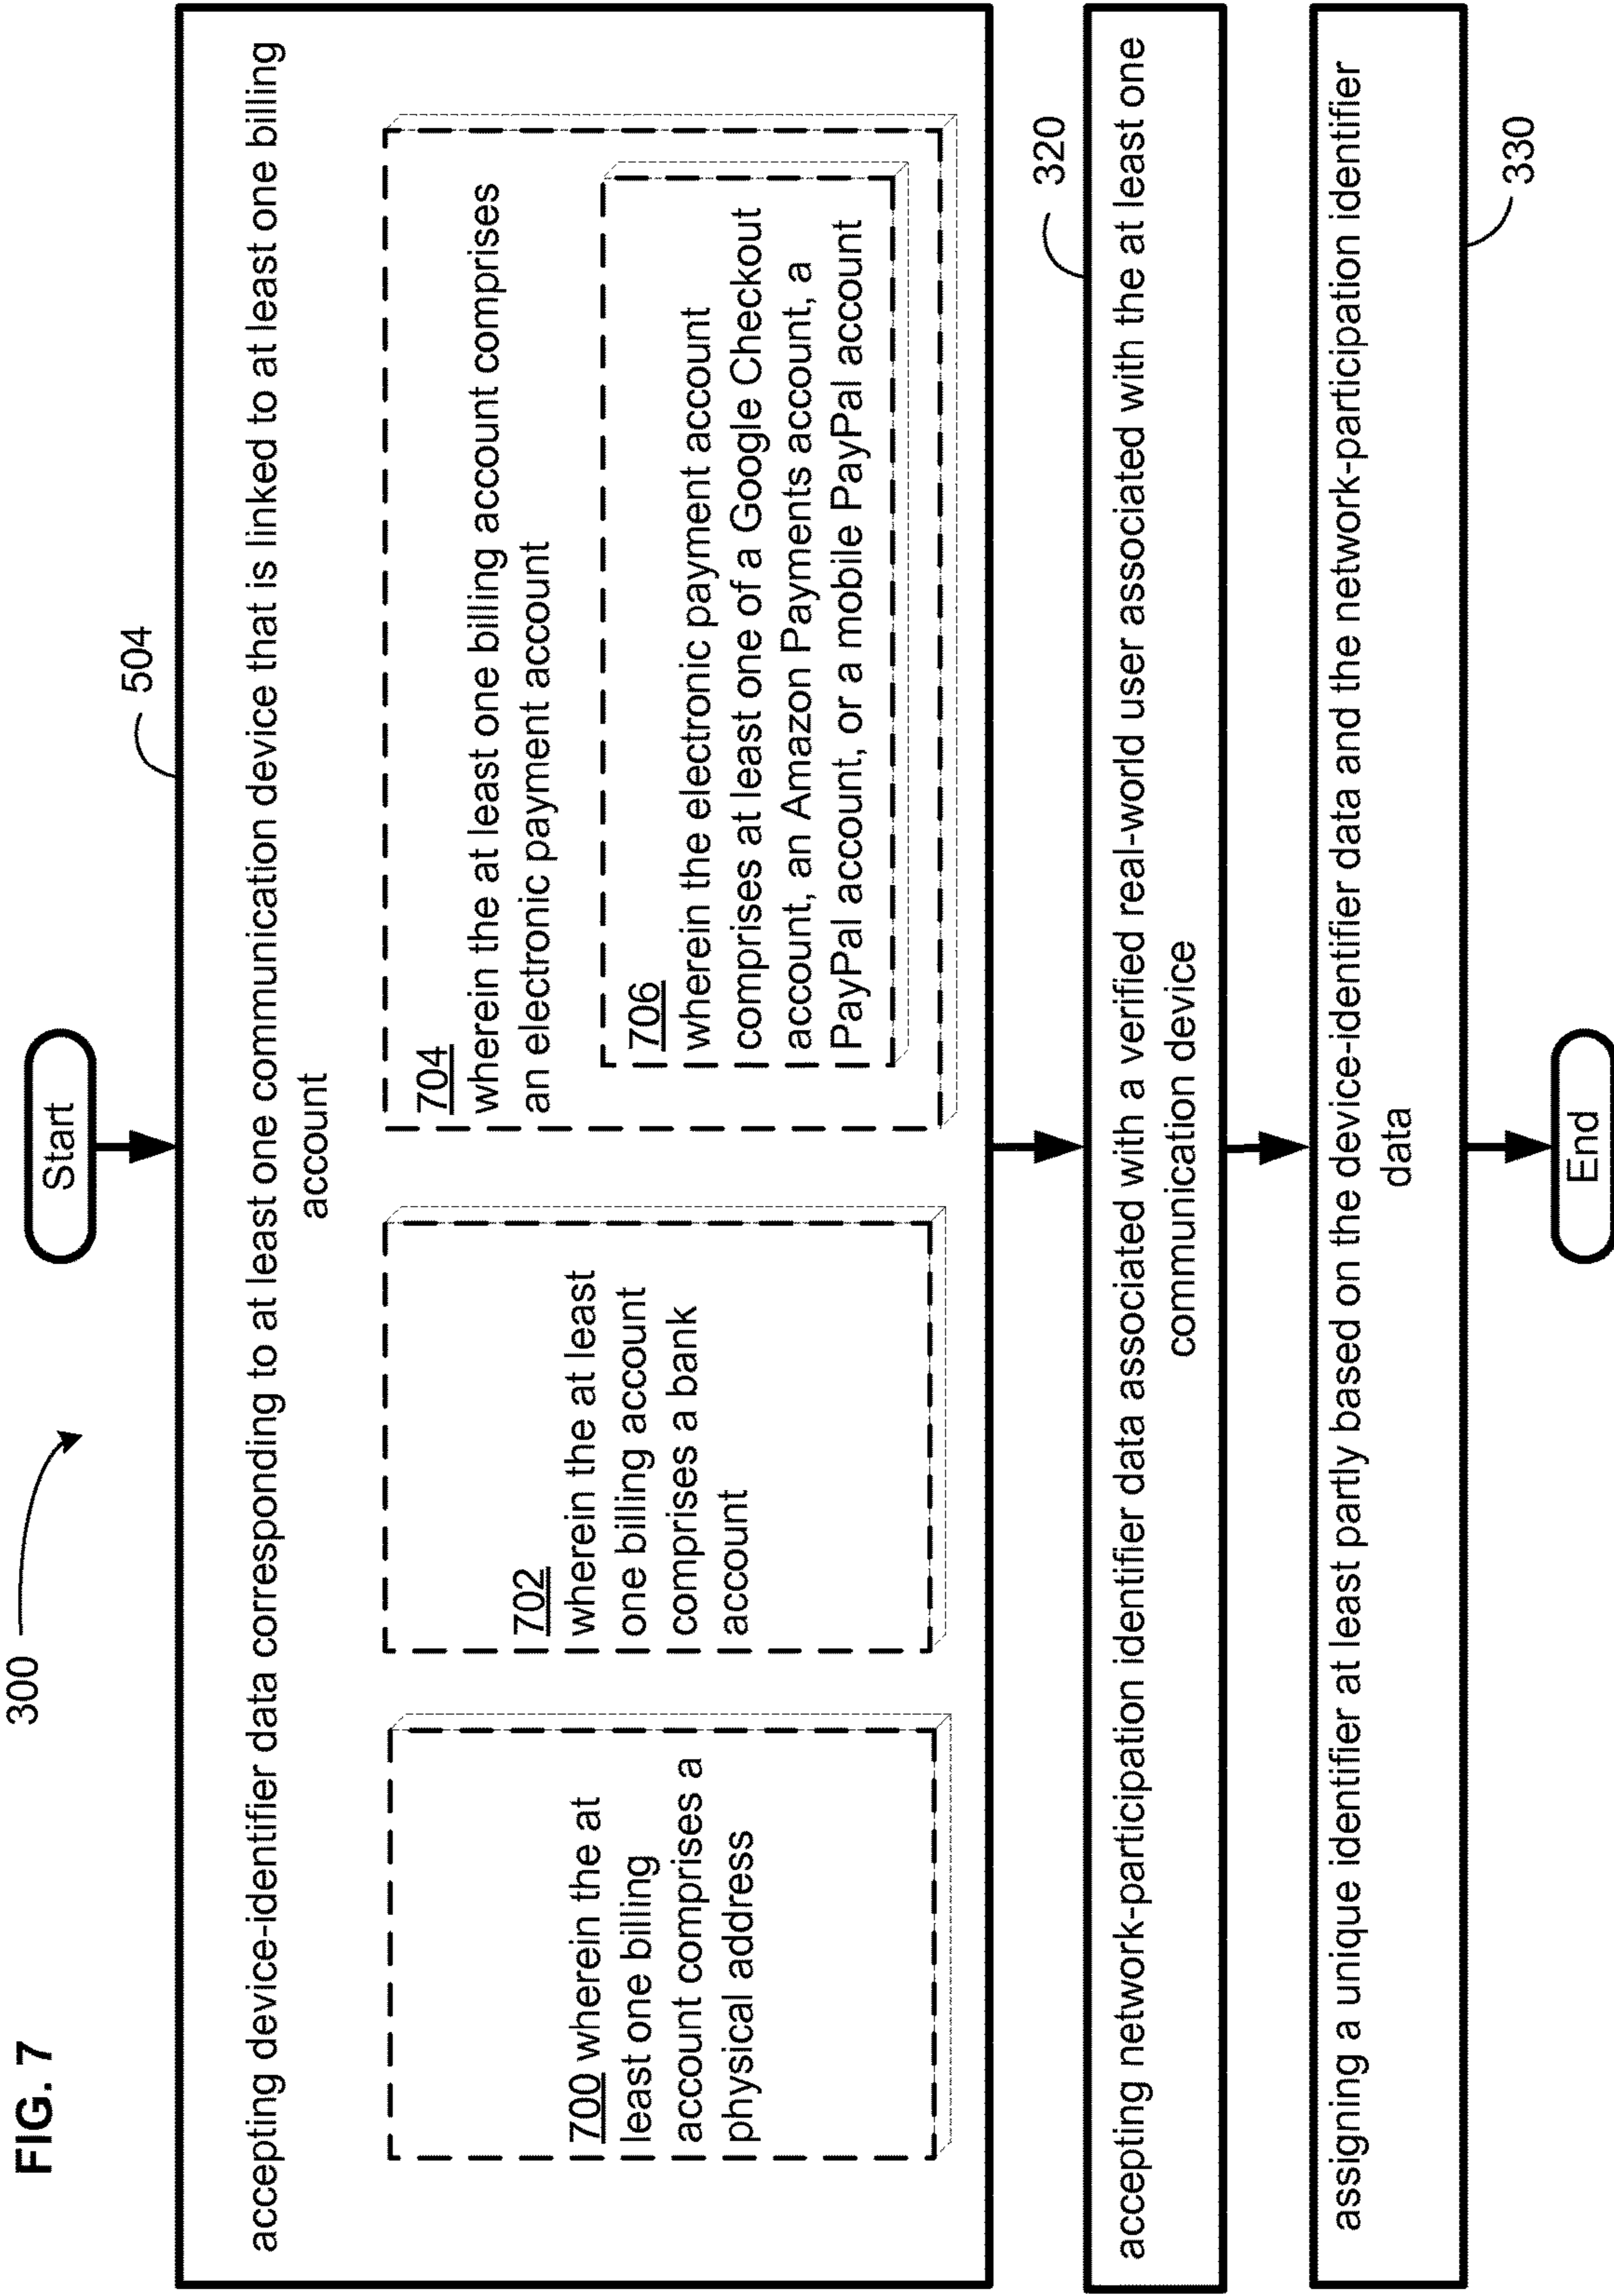 FIG. 7
300
Start
504
accepting device-identifier data corresponding to at least one communication device that is linked to at least one billing
account
700 wherein the at
least one billing
account comprises a
physical address
702
wherein the at least
one billing account
comprises a bank
account
704
wherein the at least one billing account comprises
an electronic payment account
706
wherein the electronic payment account
comprises at least one of a Google Checkout
account, an Amazon Payments account, a
PayPal account, or a mobile PayPal account
320
accepting network-participation identifier data associated with a verified real-world user associated with the at least one
communication device
assigning a unique identifier at least partly based on the device-identifier data and the network-participation identifier
data
330
End